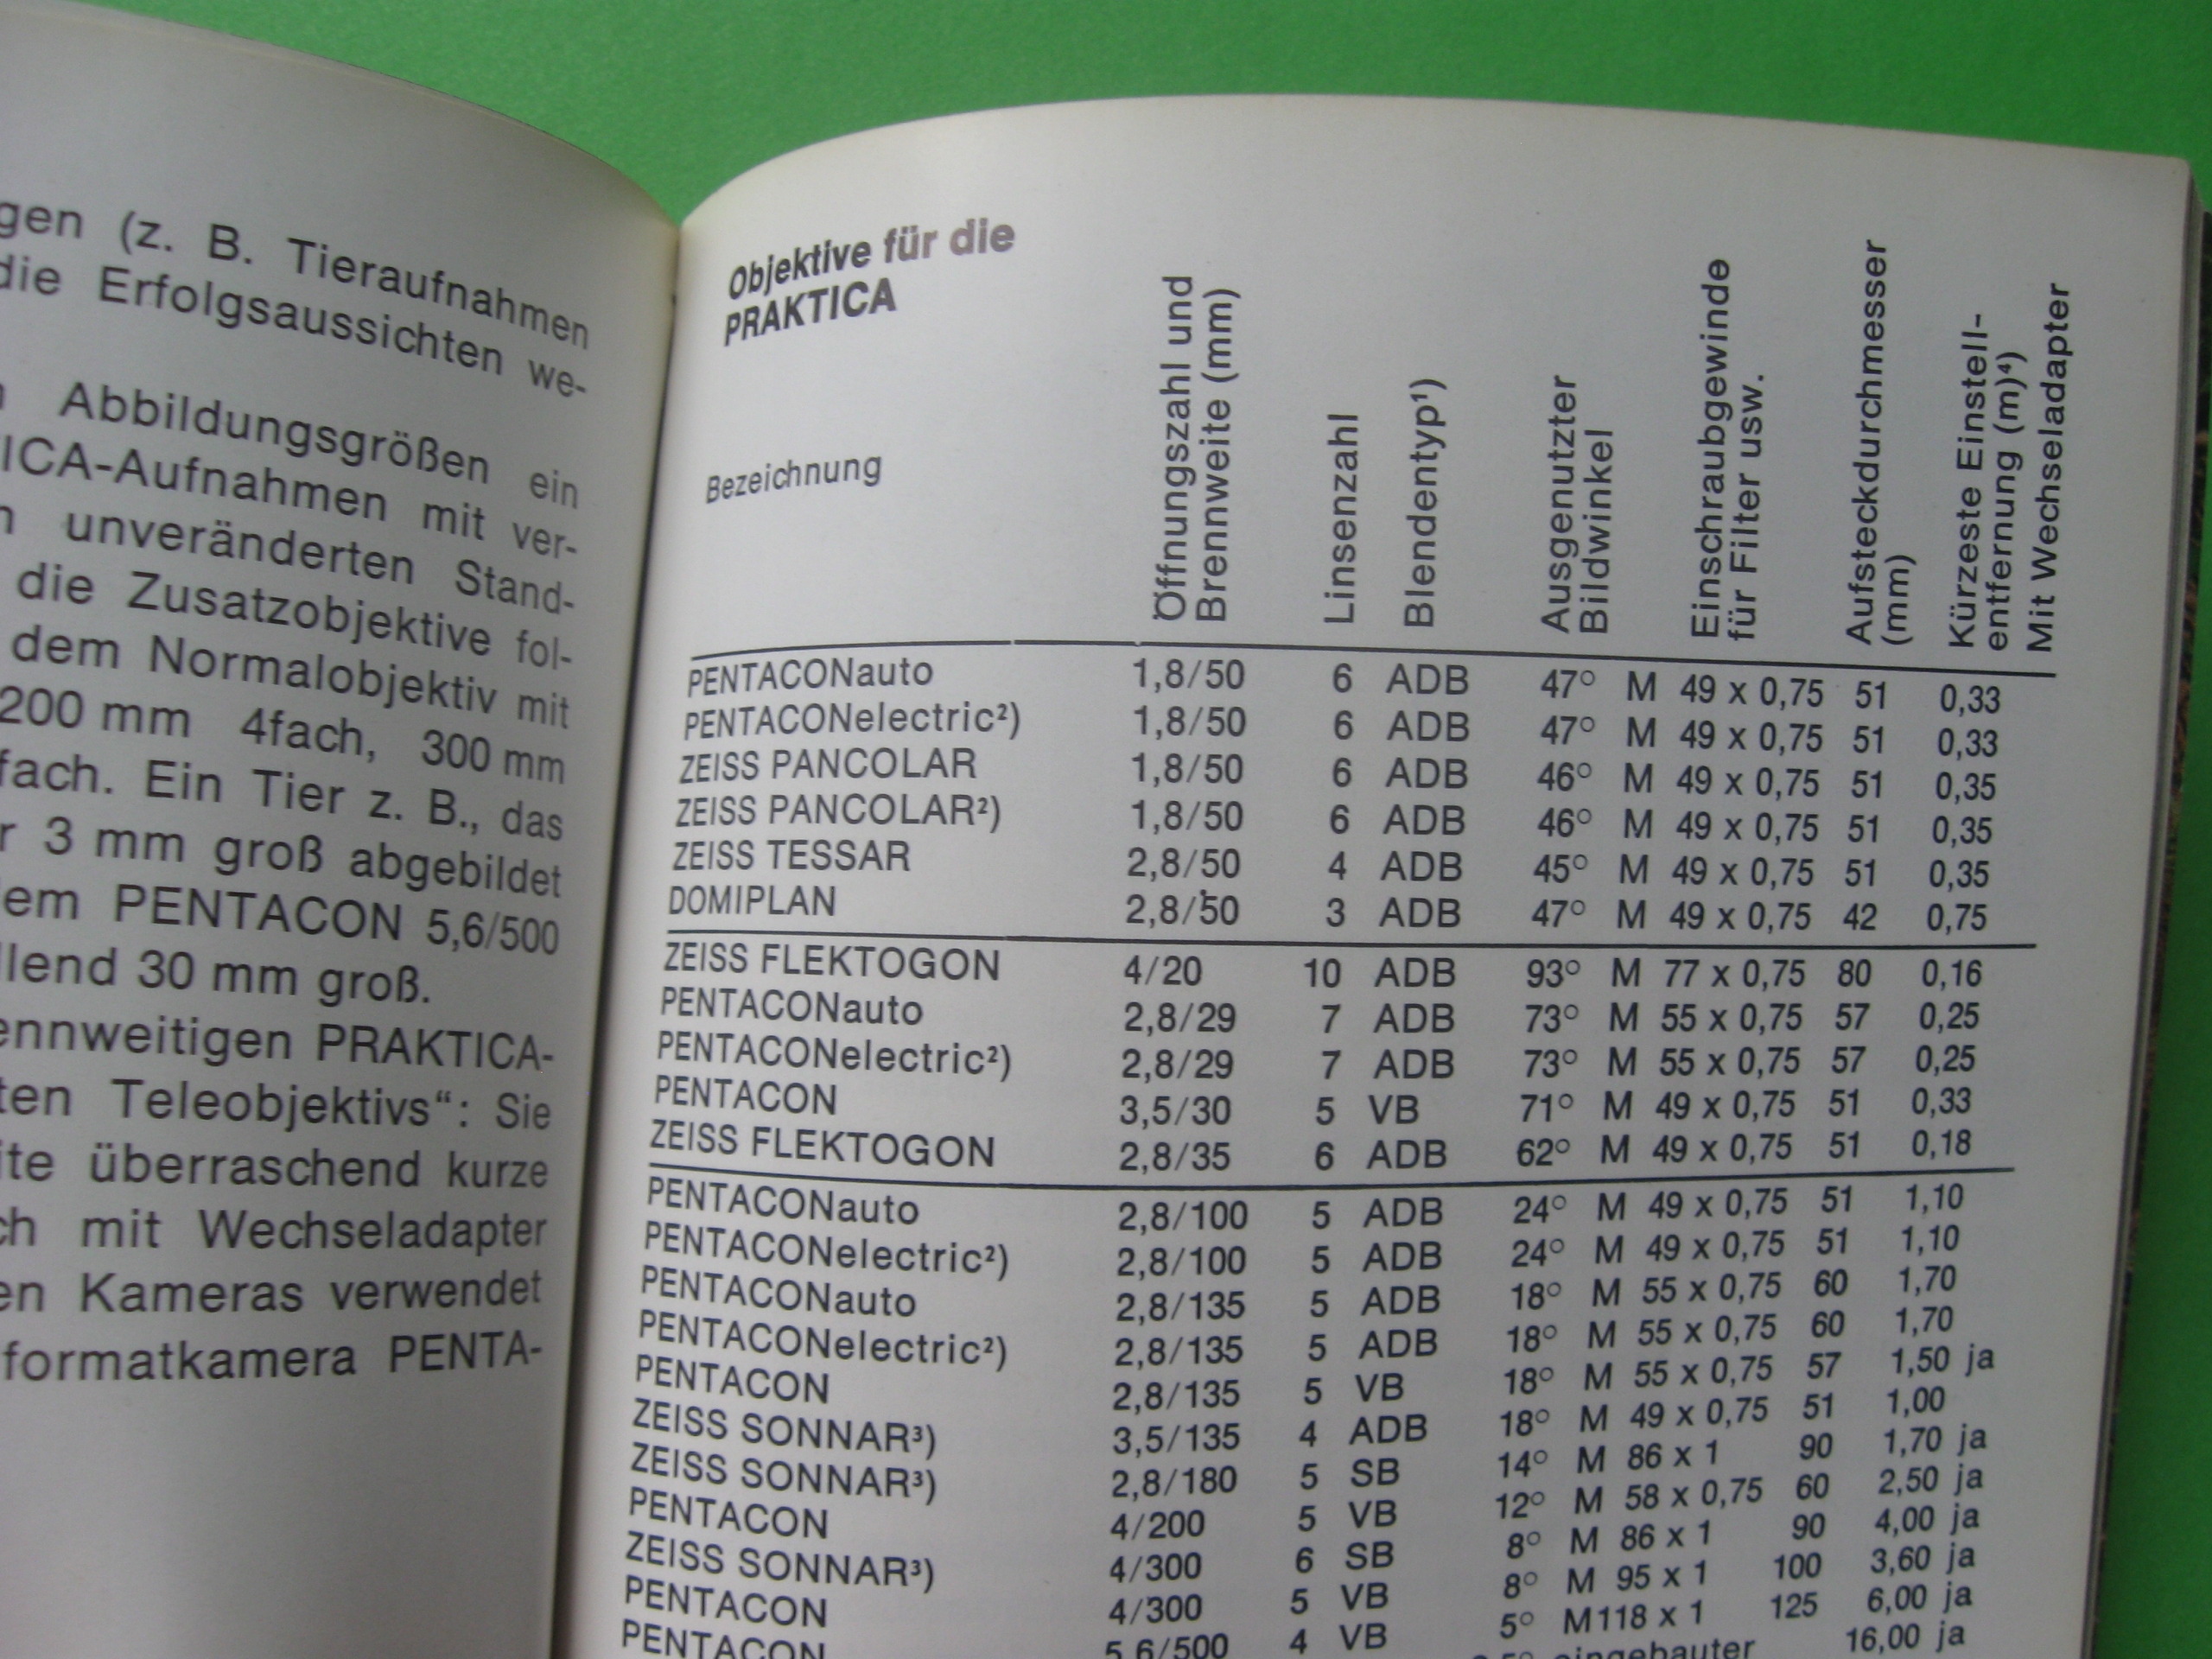 gen (z. B. Tieraufnahmen
die Erfolgsaussichten we-
Abbildungsgrößen ein
ICA-Aufnahmen mit ver-
unveränderten Stand-
die Zusatzobjektive fol-
dem Normalobjektiv mit
200 mm 4fach, 300 mm
fach. Ein Tier z. B., das
r 3 mm groß abgebildet
em PENTACON 5,6/500
llend 30 mm groß.
ennweitigen PRAKTICA-
ten Teleobjektivs“: Sie
ite überraschend kurze
ch mit Wechseladapter
en Kameras verwendet
formatkamera PENTA-
Objektive für die
PRAKTICA
Bezeichnung
Öffnungszahl und
Brennweite (mm)
Linsenzahl
Blendentyp¹)
Ausgenutzter
Bildwinkel
Einschraubgewinde
für Filter usw.
Aufsteckdurchmesser
(mm)
Kürzeste Einstell-
entfernung (m)⁴)
Mit Wechseladapter
PENTACONauto 1,8/50 6 ADB 47° M 49 x 0,75 51 0,33
PENTACONelectric²) 1,8/50 6 ADB 47° M 49 x 0,75 51 0,33
ZEISS PANCOLAR 1,8/50 6 ADB 46° M 49 x 0,75 51 0,35
ZEISS PANCOLAR²) 1,8/50 6 ADB 46° M 49 x 0,75 51 0,35
ZEISS TESSAR 2,8/50 4 ADB 45° M 49 x 0,75 51 0,35
DOMIPLAN 2,8/50 3 ADB 47° M 49 x 0,75 42 0,75
ZEISS FLEKTOGON 4/20 10 ADB 93° M 77 x 0,75 80 0,16
PENTACONauto 2,8/29 7 ADB 73° M 55 x 0,75 57 0,25
PENTACONelectric²) 2,8/29 7 ADB 73° M 55 x 0,75 57 0,25
PENTACON 3,5/30 5 VB 71° M 49 x 0,75 51 0,33
ZEISS FLEKTOGON 2,8/35 6 ADB 62° M 49 x 0,75 51 0,18
PENTACONauto 2,8/100 5 ADB 24° M 49 x 0,75 51 1,10
PENTACONelectric²) 2,8/100 5 ADB 24° M 49 x 0,75 51 1,10
PENTACONauto 2,8/135 5 ADB 18° M 55 x 0,75 60 1,70
PENTACONelectric²) 2,8/135 5 ADB 18° M 55 x 0,75 60 1,70
PENTACON 2,8/135 5 VB 18° M 55 x 0,75 57 1,50 ja
ZEISS SONNAR³) 3,5/135 4 ADB 18° M 49 x 0,75 51 1,00
ZEISS SONNAR³) 2,8/180 5 SB 14° M 86 x 1 90 1,70 ja
PENTACON 4/200 5 VB 12° M 58 x 0,75 60 2,50 ja
ZEISS SONNAR³) 4/300 6 SB 8° M 86 x 1 90 4,00 ja
PENTACON 4/300 5 VB 8° M 95 x 1 100 3,60 ja
PENTACON 5,6/500 4 VB 5° M118 x 1 125 6,00 ja
eingebauter 16,00 ja